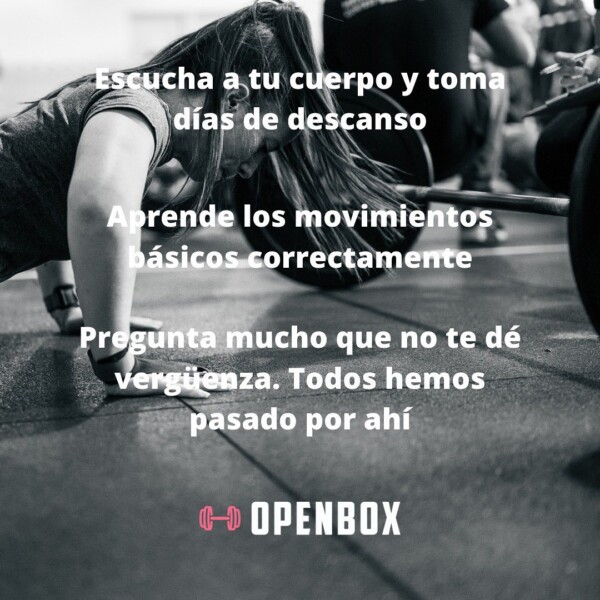 Escucha a tu cuerpo y toma
días de descanso
Aprende los movimientos
básicos correctamente
Pregunta mucho que no te dé
vergüenza. Todos hemos
pasado por ahí
OPENBOX